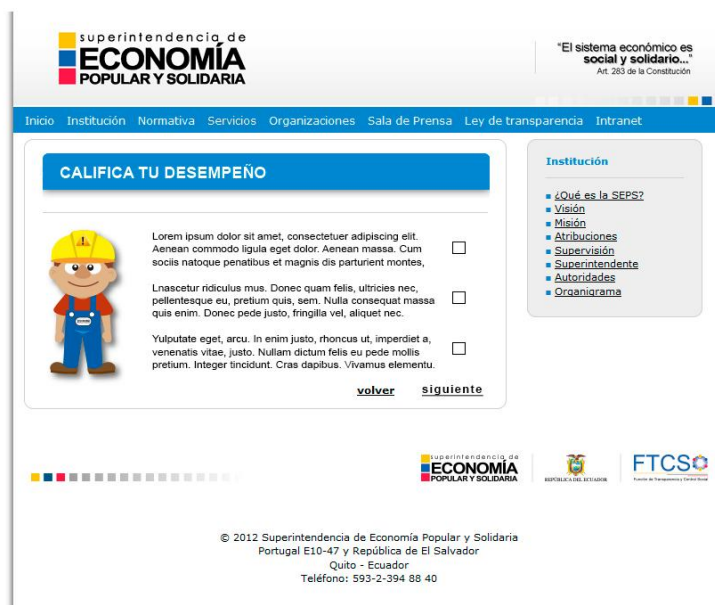 superintendencia de
ECONOMÍA
POPULAR Y SOLIDARIA
"El sistema económico es
social y solidario..."
Art. 283 de la Constitución
Inicio Institución Normativa Servicios Organizaciones Sala de Prensa Ley de transparencia Intranet
CALIFICA TU DESEMPEÑO
Lorem ipsum dolor sit amet, consectetuer adipiscing elit.
Aenean commodo ligula eget dolor. Aenean massa. Cum
sociis natoque penatibus et magnis dis parturient montes,
Lnascetur ridiculus mus. Donec quam felis, ultricies nec,
pellentesque eu, pretium quis, sem. Nulla consequat massa
quis enim. Donec pede justo, fringilla vel, aliquet nec.
Yulputate eget, arcu. In enim justo, rhoncus ut, imperdiet a,
venenatis vitae, justo. Nullam dictum felis eu pede mollis
pretium. Integer tincidunt. Cras dapibus. Vivamus elementu.
volver siguiente
Institución
¿Qué es la SEPS?
Visión
Misión
Atribuciones
Supervisión
Superintendente
Autoridades
Organigrama
superintendencia de
ECONOMÍA
POPULAR Y SOLIDARIA
REPÚBLICA DEL ECUADOR
FTCS
Función de Transparencia y Control Social
© 2012 Superintendencia de Economía Popular y Solidaria
Portugal E10-47 y República de El Salvador
Quito - Ecuador
Teléfono: 593-2-394 88 40